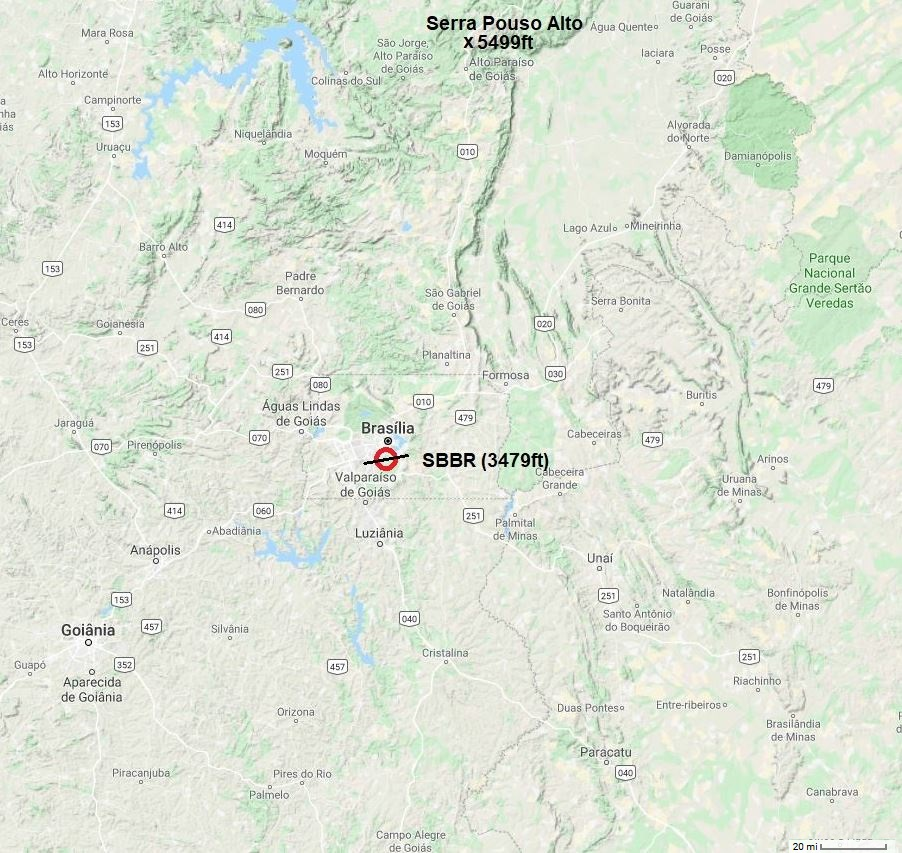 Serra Pouso Alto
x 5499ft
Guarani
de Goiás
Mara Rosa
Água Quente
São Jorge,
Alto Paraíso
de Goiás
Iaciara
Posse
Alto Horizonte
Colinas do Sul
Alto Paraíso
de Goiás
020
Campinorte
153
Alvorada
do Norte
Niquelândia
Uruaçu
Moquém
010
Damianópolis
414
Lago Azul
Mineirinha
Barro Alto
153
Parque
Nacional
Grande Sertão
Veredas
Padre
Bernardo
São Gabriel
de Goiás
Serra Bonita
080
Ceres
Goianésia
020
153
251
414
Planaltina
251
080
Formosa
030
479
Águas Lindas
de Goiás
010
Buritis
479
Jaraguá
070
Pirenópolis
070
Brasília
Cabeceiras
479
SBBR (3479ft)
Arinos
Valparaíso
de Goiás
Cabeceira
Grande
Uruana
de Minas
414
060
251
Palmital
de Minas
Abadiânia
Luziânia
Anápolis
Unaí
153
251
Natalândia
Bonfinópolis
de Minas
Santo Antônio
do Boqueirão
Goiânia
457
Silvânia
040
Guapó
352
457
Cristalina
251
Aparecida
de Goiânia
Riachinho
Orizona
Duas Pontes
Entre-ribeiros
Brasilândia
de Minas
Paracatu
Piracanjuba
Pires do Rio
040
Palmelo
Canabrava
Campo Alegre
de Goiás
20 mi